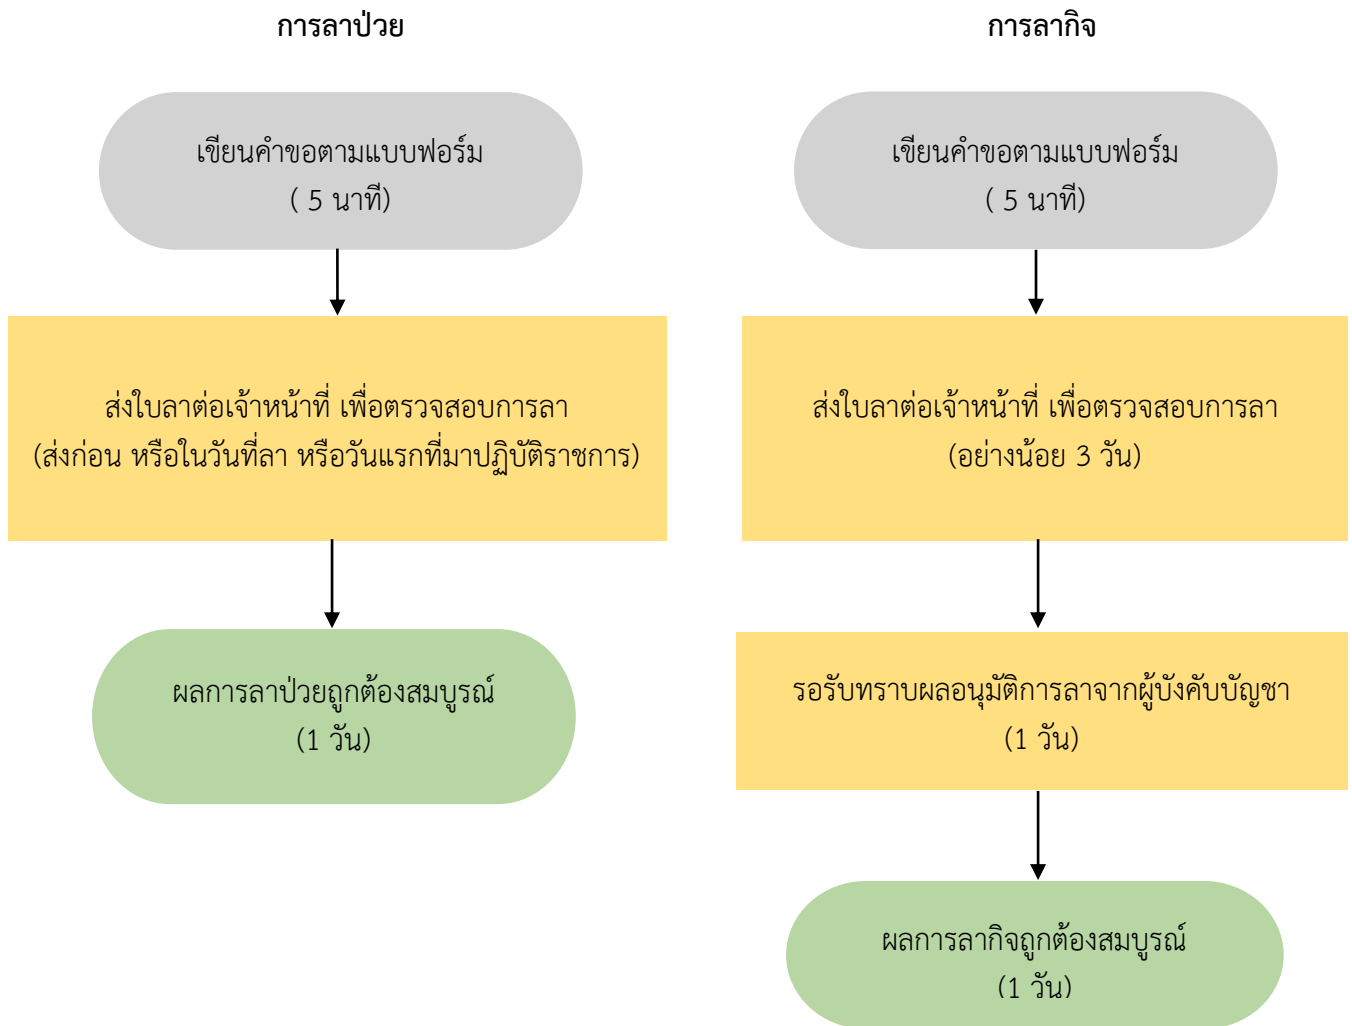 การลาป่วย
เขียนคำขอตามแบบฟอร์ม
( 5 นาที)
ส่งใบลาต่อเจ้าหน้าที่ เพื่อตรวจสอบการลา
(ส่งก่อน หรือในวันที่ลา หรือวันแรกที่มาปฏิบัติราชการ)
ผลการลาป่วยถูกต้องสมบูรณ์
(1 วัน)
การลากิจ
เขียนคำขอตามแบบฟอร์ม
( 5 นาที)
ส่งใบลาต่อเจ้าหน้าที่ เพื่อตรวจสอบการลา
(อย่างน้อย 3 วัน)
รอรับทราบผลอนุมัติการลาจากผู้บังคับบัญชา
(1 วัน)
ผลการลากิจถูกต้องสมบูรณ์
(1 วัน)